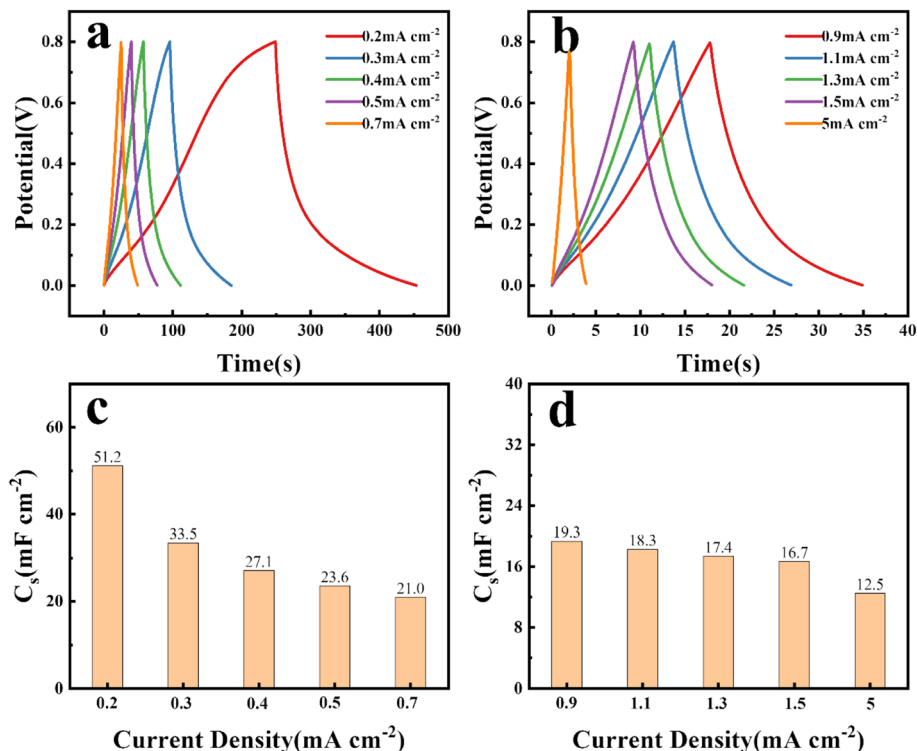 a
0.2mA cm⁻²
0.3mA cm⁻²
0.4mA cm⁻²
0.5mA cm⁻²
0.7mA cm⁻²
Potential(V)
0.8
0.6
0.4
0.2
0.0
0 100 200 300 400 500
Time(s)
b
0.9mA cm⁻²
1.1mA cm⁻²
1.3mA cm⁻²
1.5mA cm⁻²
5mA cm⁻²
Potential(V)
0.8
0.6
0.4
0.2
0.0
0 5 10 15 20 25 30 35 40
Time(s)
c
Cₛ(mF cm⁻²)
60
40
20
0
51.2
33.5
27.1
23.6
21.0
0.2 0.3 0.4 0.5 0.7
Current Density(mA cm⁻²)
d
Cₛ(mF cm⁻²)
40
32
24
16
8
0
19.3
18.3
17.4
16.7
12.5
0.9 1.1 1.3 1.5 5
Current Density(mA cm⁻²)